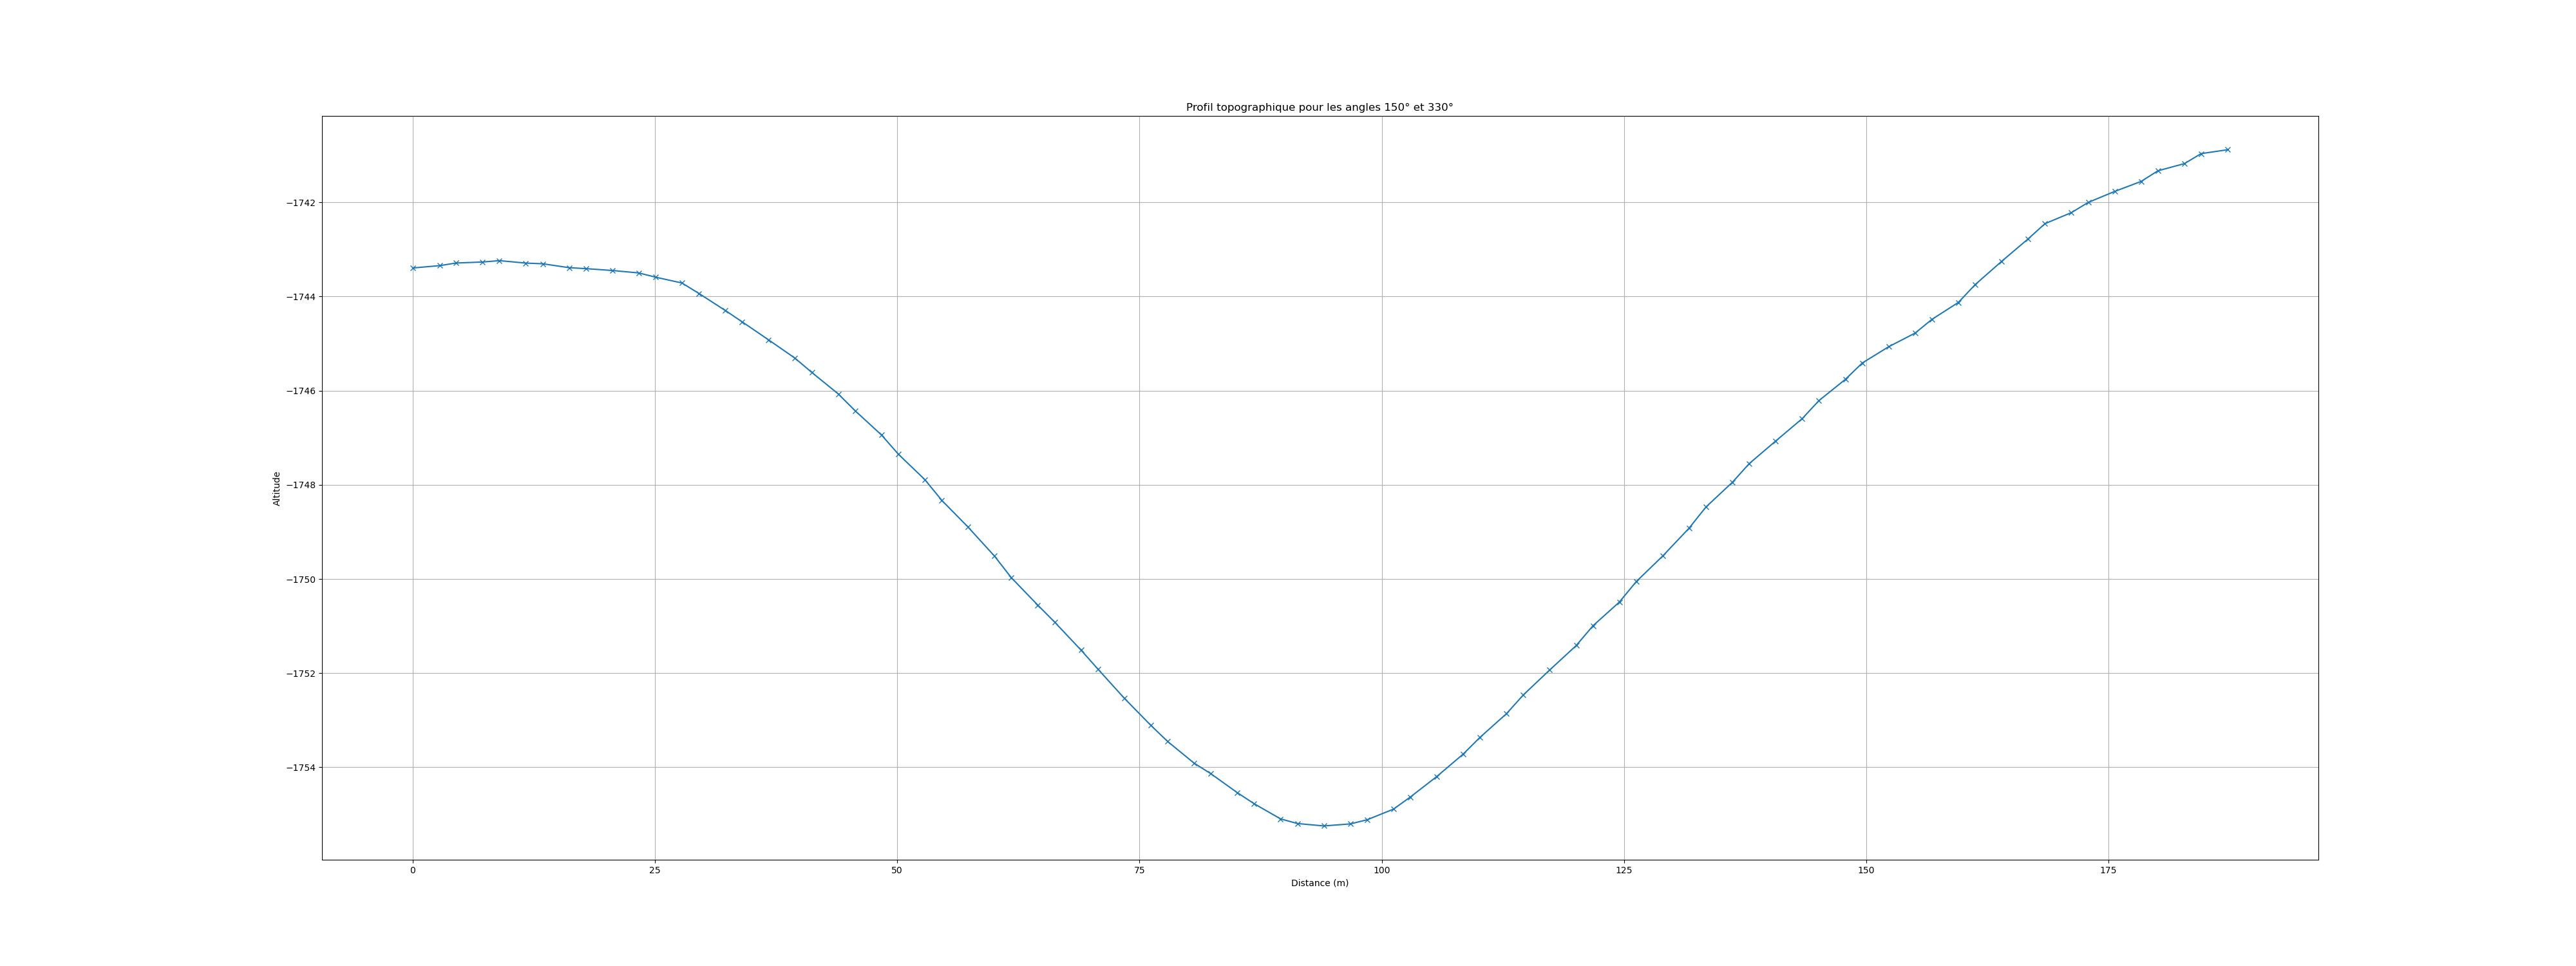 Profil topographique pour les angles 150° et 330°
Altitude
−1742
−1744
−1746
−1748
−1750
−1752
−1754
0 25 50 75 100 125 150 175
Distance (m)